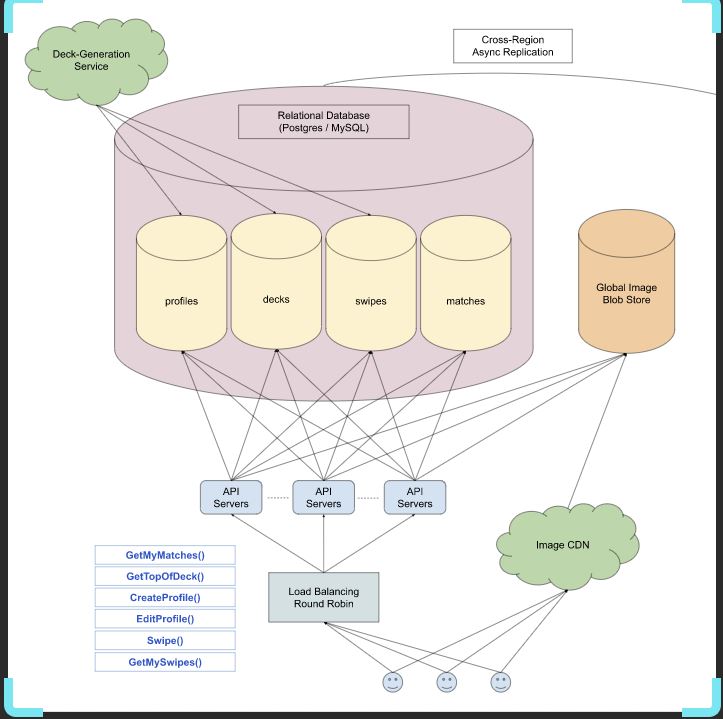 Deck-Generation
Service
Cross-Region
Async Replication
Relational Database
(Postgres / MySQL)
profiles
decks
swipes
matches
Global Image
Blob Store
API
Servers
API
Servers
API
Servers
Image CDN
GetMyMatches()
GetTopOfDeck()
CreateProfile()
EditProfile()
Swipe()
GetMySwipes()
Load Balancing
Round Robin